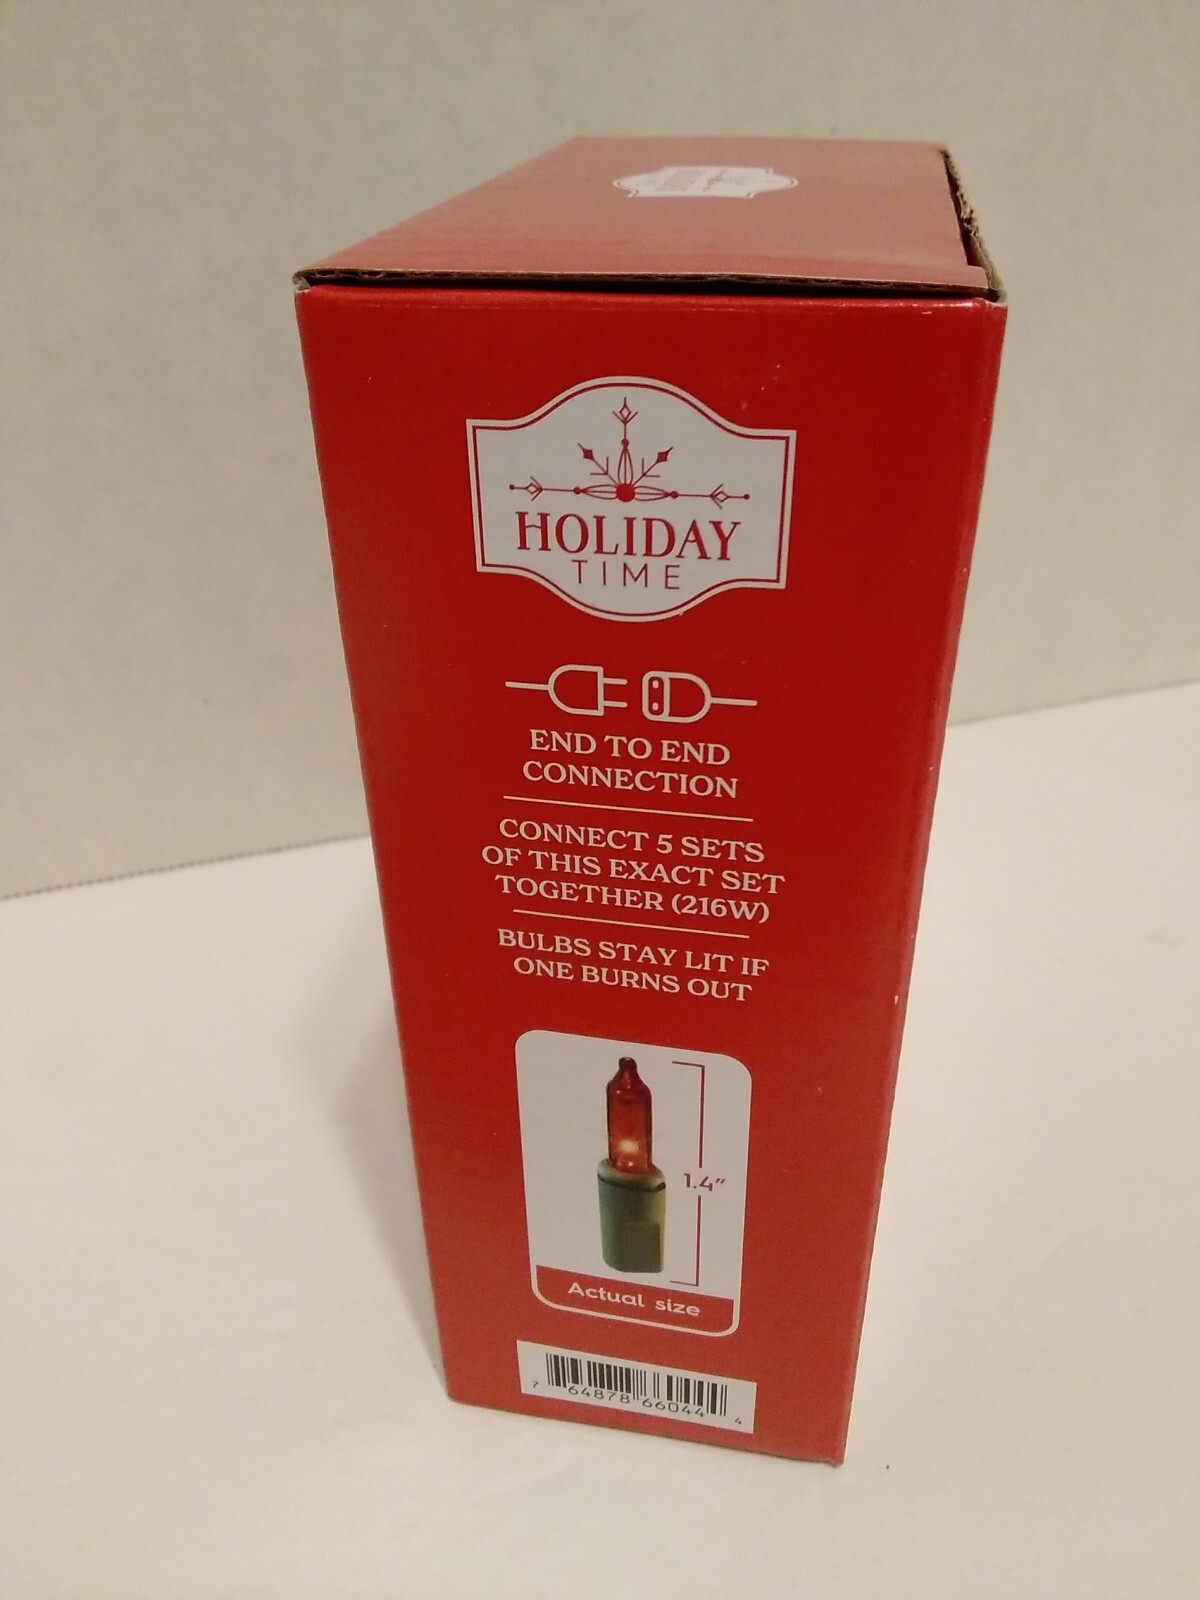 HOLIDAY
TIME
END TO END
CONNECTION
CONNECT 5 SETS
OF THIS EXACT SET
TOGETHER (216W)
BULBS STAY LIT IF
ONE BURNS OUT
1.4"
Actual size
7 64878 66044 4